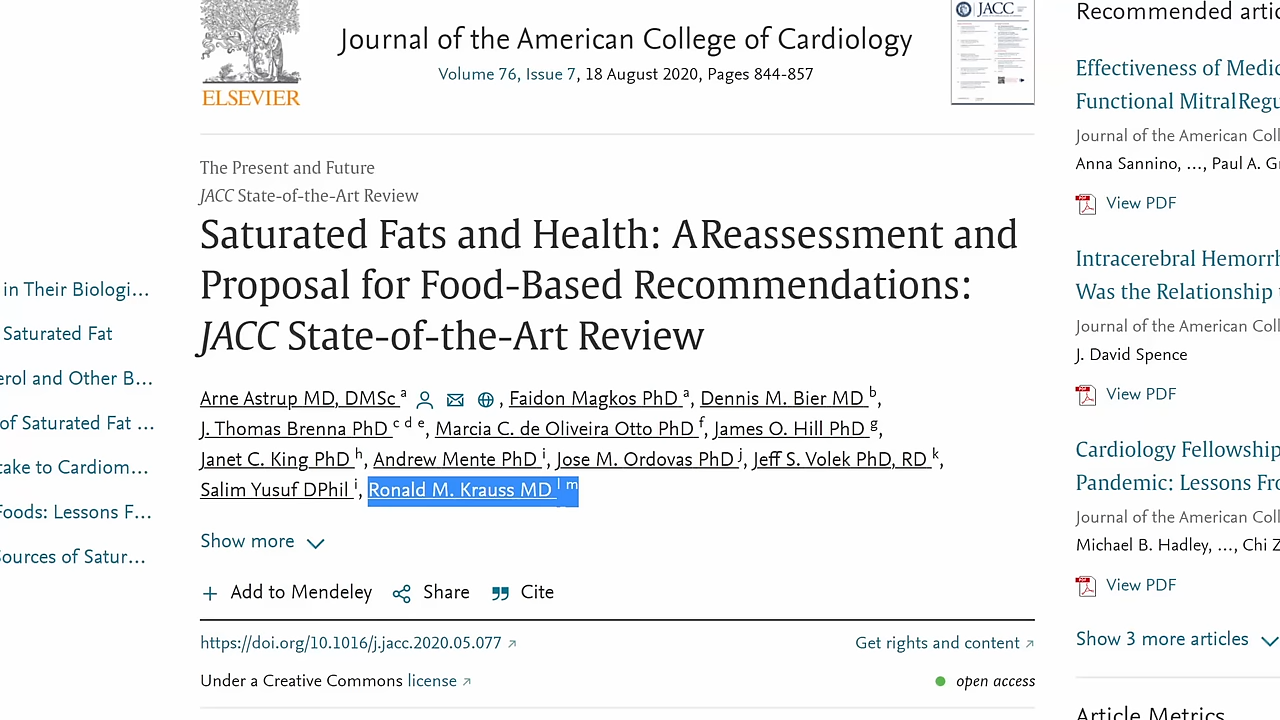 JACC
Journal of the American College of Cardiology
Volume 76, Issue 7, 18 August 2020, Pages 844-857
ELSEVIER
The Present and Future
JACC State-of-the-Art Review
Saturated Fats and Health: A Reassessment and
Proposal for Food-Based Recommendations:
JACC State-of-the-Art Review
Arne Astrup MD, DMSc a, Faidon Magkos PhD a, Dennis M. Bier MD b,
J. Thomas Brenna PhD c d e, Marcia C. de Oliveira Otto PhD f, James O. Hill PhD g,
Janet C. King PhD h, Andrew Mente PhD i, Jose M. Ordovas PhD j, Jeff S. Volek PhD, RD k,
Salim Yusuf DPhil i, Ronald M. Krauss MD l m
Show more
+ Add to Mendeley Share Cite
https://doi.org/10.1016/j.jacc.2020.05.077 ↗ Get rights and content ↗
Under a Creative Commons license ↗ open access
in Their Biologi...
Saturated Fat
erol and Other B...
of Saturated Fat ...
take to Cardiom...
Foods: Lessons F...
Sources of Satur...
Recommended artic
Effectiveness of Medic
Functional Mitral Regu
Journal of the American Coll
Anna Sannino, ..., Paul A. G
View PDF
Intracerebral Hemorrh
Was the Relationship
Journal of the American Coll
J. David Spence
View PDF
Cardiology Fellowship
Pandemic: Lessons Fro
Journal of the American Coll
Michael B. Hadley, ..., Chi Z
View PDF
Show 3 more articles
Article Metrics